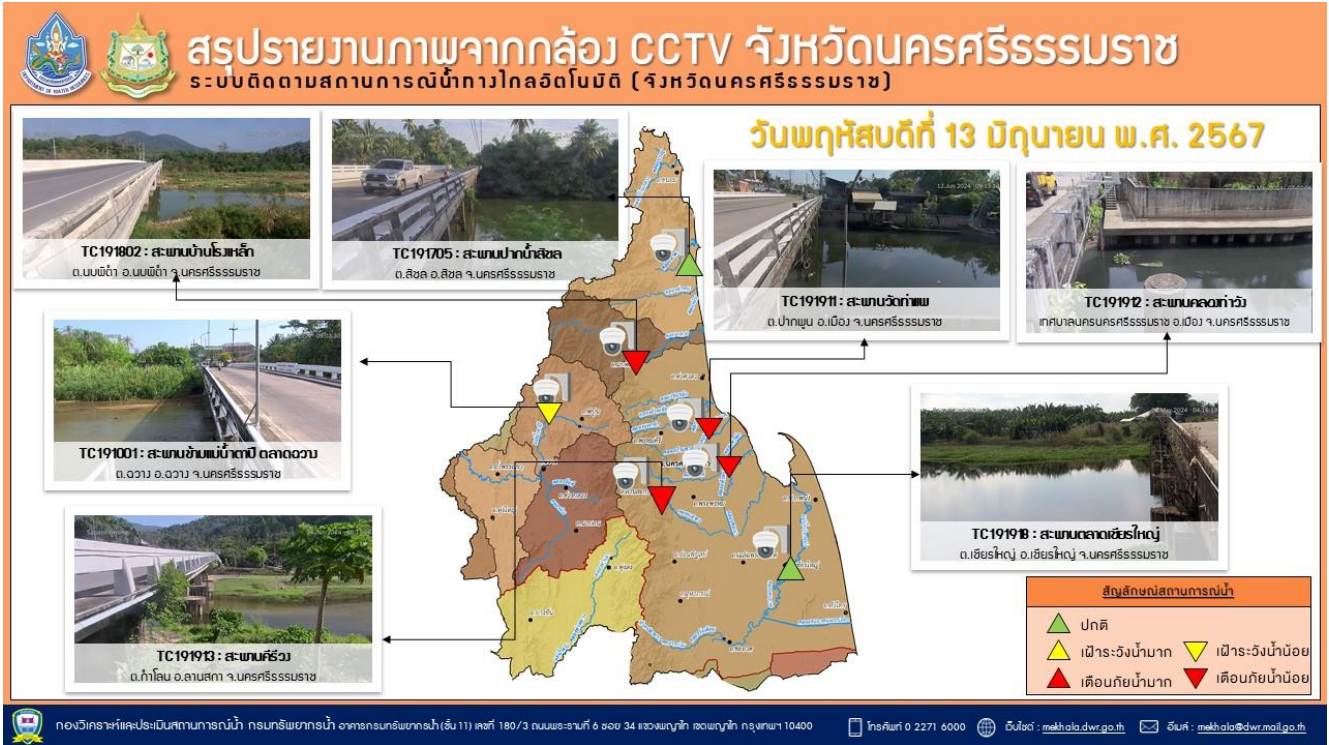 สรุปรายงานภาพจากกล้อง CCTV จังหวัดนครศรีธรรมราช
ระบบติดตามสถานการณ์น้ำทางไกลอัตโนมัติ (จังหวัดนครศรีธรรมราช)
วันพฤหัสบดีที่ 13 มิถุนายน พ.ศ. 2567
TC191802 : สะพานบ้านโรงเหล็ก
ต.นบพิตำ อ.นบพิตำ จ.นครศรีธรรมราช
TC191705 : สะพานปากน้ำสิชล
ต.สิชล อ.สิชล จ.นครศรีธรรมราช
TC191911 : สะพานวัดท่าแพ
ต.ปากพูน อ.เมือง จ.นครศรีธรรมราช
TC191912 : สะพานคลองท่าวัง
เทศบาลนครนครศรีธรรมราช อ.เมือง จ.นครศรีธรรมราช
TC191001 : สะพานข้ามแม่น้ำตาปี ตลาดฉวาง
ต.ฉวาง อ.ฉวาง จ.นครศรีธรรมราช
TC191918 : สะพานตลาดเชียรใหญ่
ต.เชียรใหญ่ อ.เชียรใหญ่ จ.นครศรีธรรมราช
TC191913 : สะพานคีรีวง
ต.กำโลน อ.ลานสกา จ.นครศรีธรรมราช
สัญลักษณ์สถานการณ์น้ำ
ปกติ
เฝ้าระวังน้ำมาก เฝ้าระวังน้ำน้อย
เตือนภัยน้ำมาก เตือนภัยน้ำน้อย
กองวิเคราะห์และประเมินสถานการณ์น้ำ กรมทรัพยากรน้ำ อาคารกรมทรัพยากรน้ำ (ชั้น 11) เลขที่ 180/3 ถนนพระรามที่ 6 ซอย 34 แขวงพญาไท เขตพญาไท กรุงเทพฯ 10400 โทรศัพท์ 0 2271 6000 เว็บไซต์ : mekhala.dwr.go.th อีเมล์ : mekhala@dwr.mail.go.th